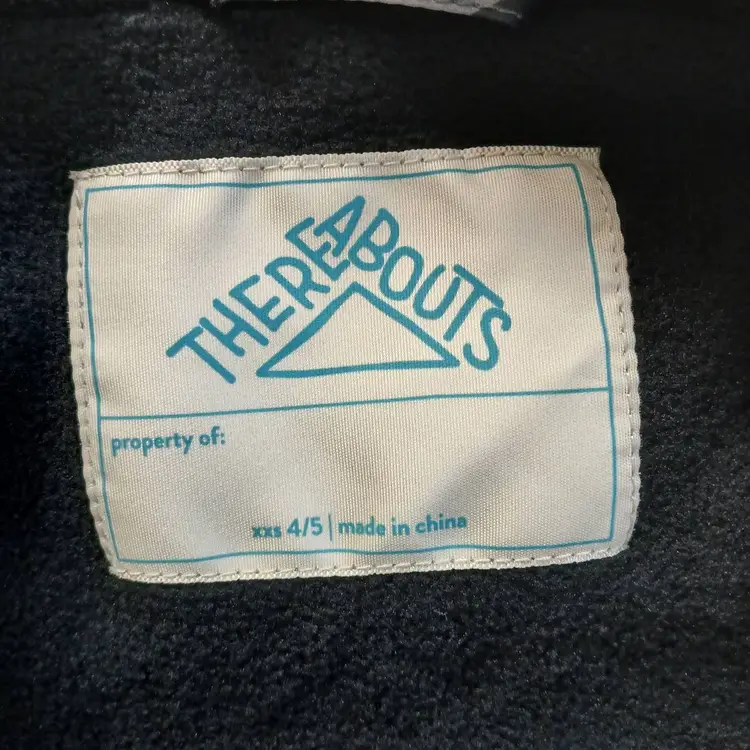 THEREABOUTS
property of:
xxs 4/5 | made in china